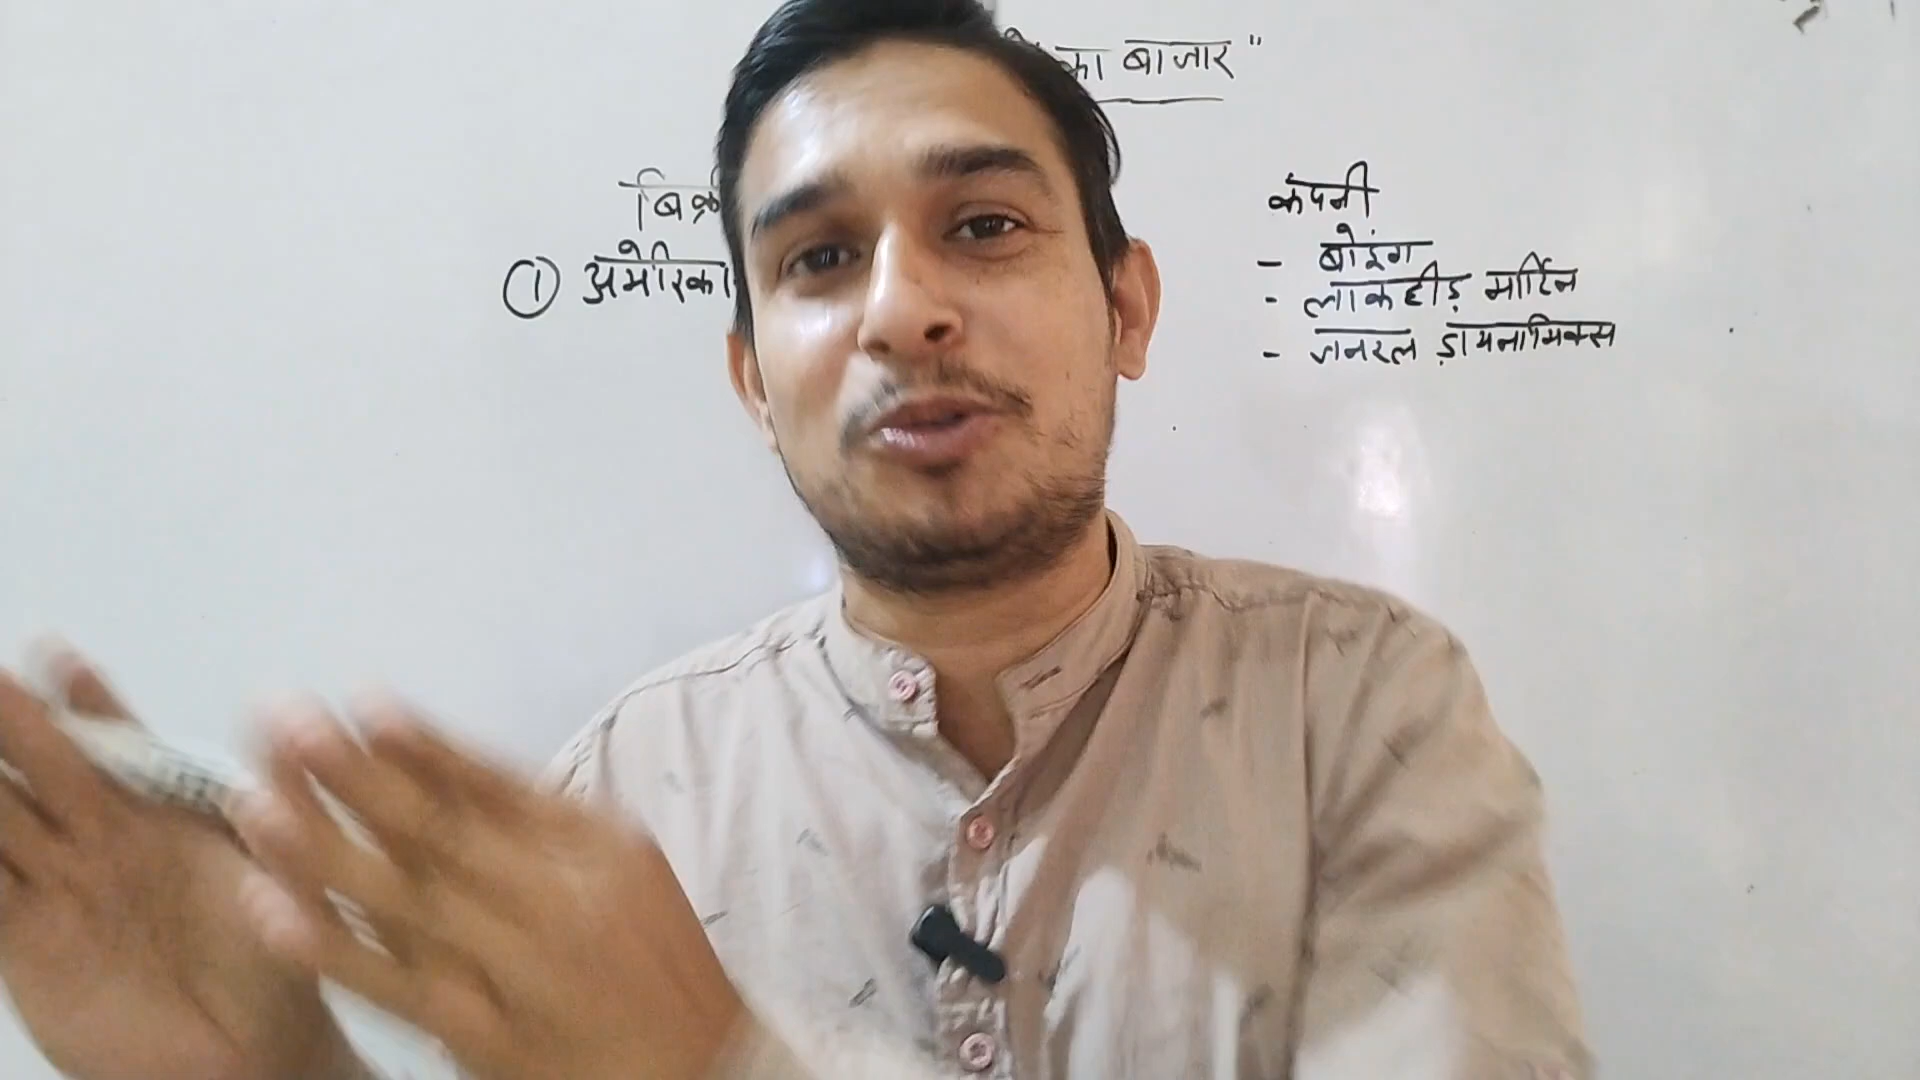 का बाजार"
कंपनी
① अमेरिका
- बोइंग
- लाकहीड़ मार्टिन
- जनरल ड़ायनामिक्स